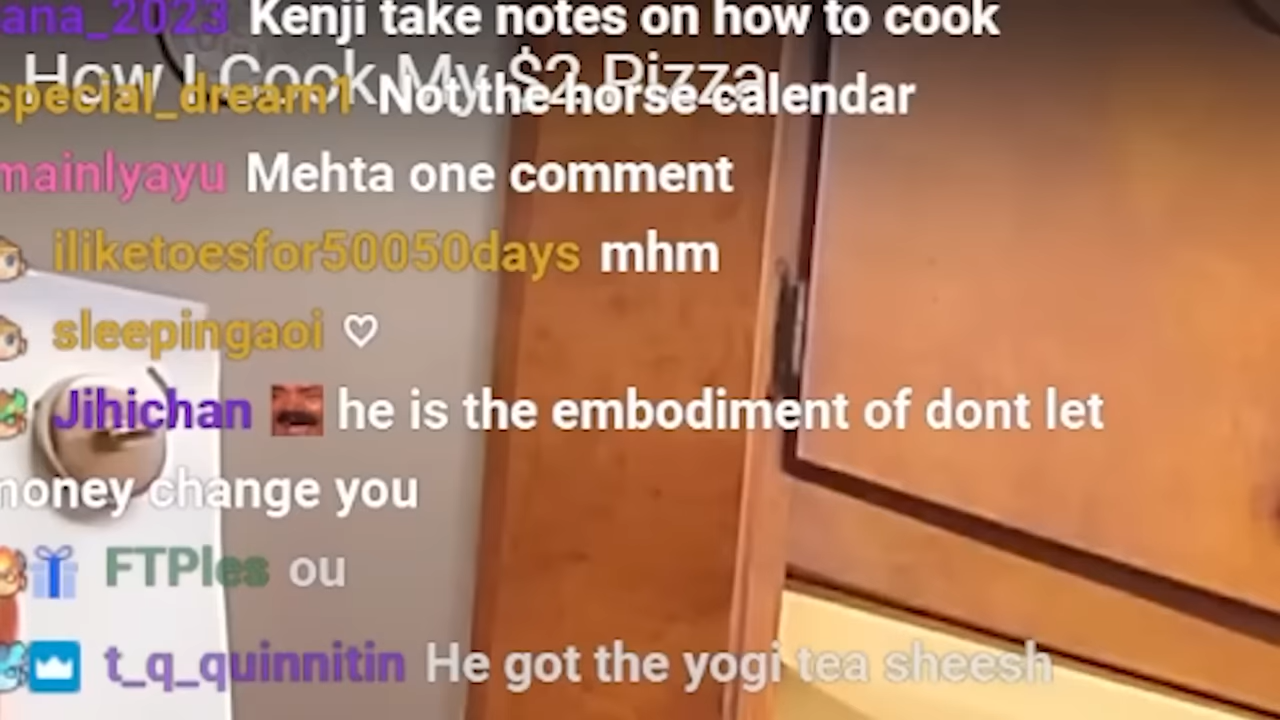 ana_2023 Kenji take notes on how to cook
How I Cook My $2 Pizza
special_dream1 Not the horse calendar
mainlyayu Mehta one comment
iliketoesfor50050days mhm
sleepingaoi ♡
Jihichan he is the embodiment of dont let
money change you
FTPles ou
t_q_quinnitin He got the yogi tea sheesh